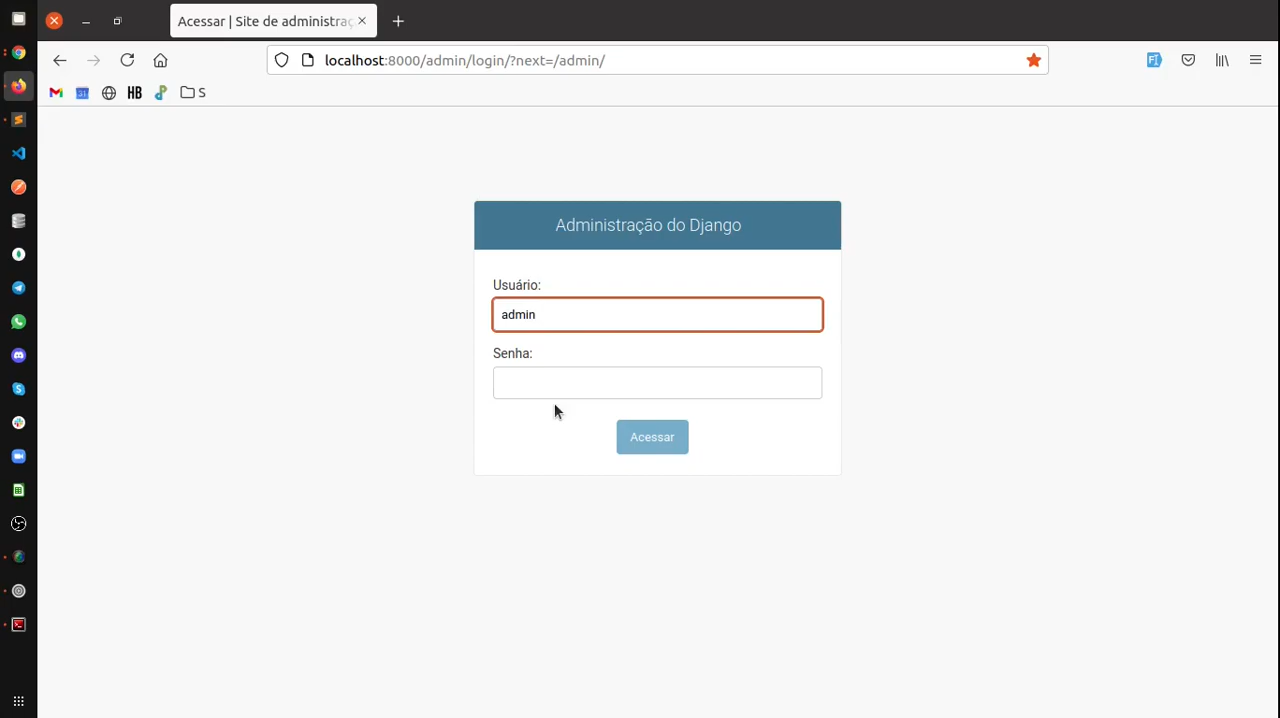 Acessar | Site de administraç
localhost:8000/admin/login/?next=/admin/
HB
S
Administração do Django
Usuário:
admin
Senha:
Acessar